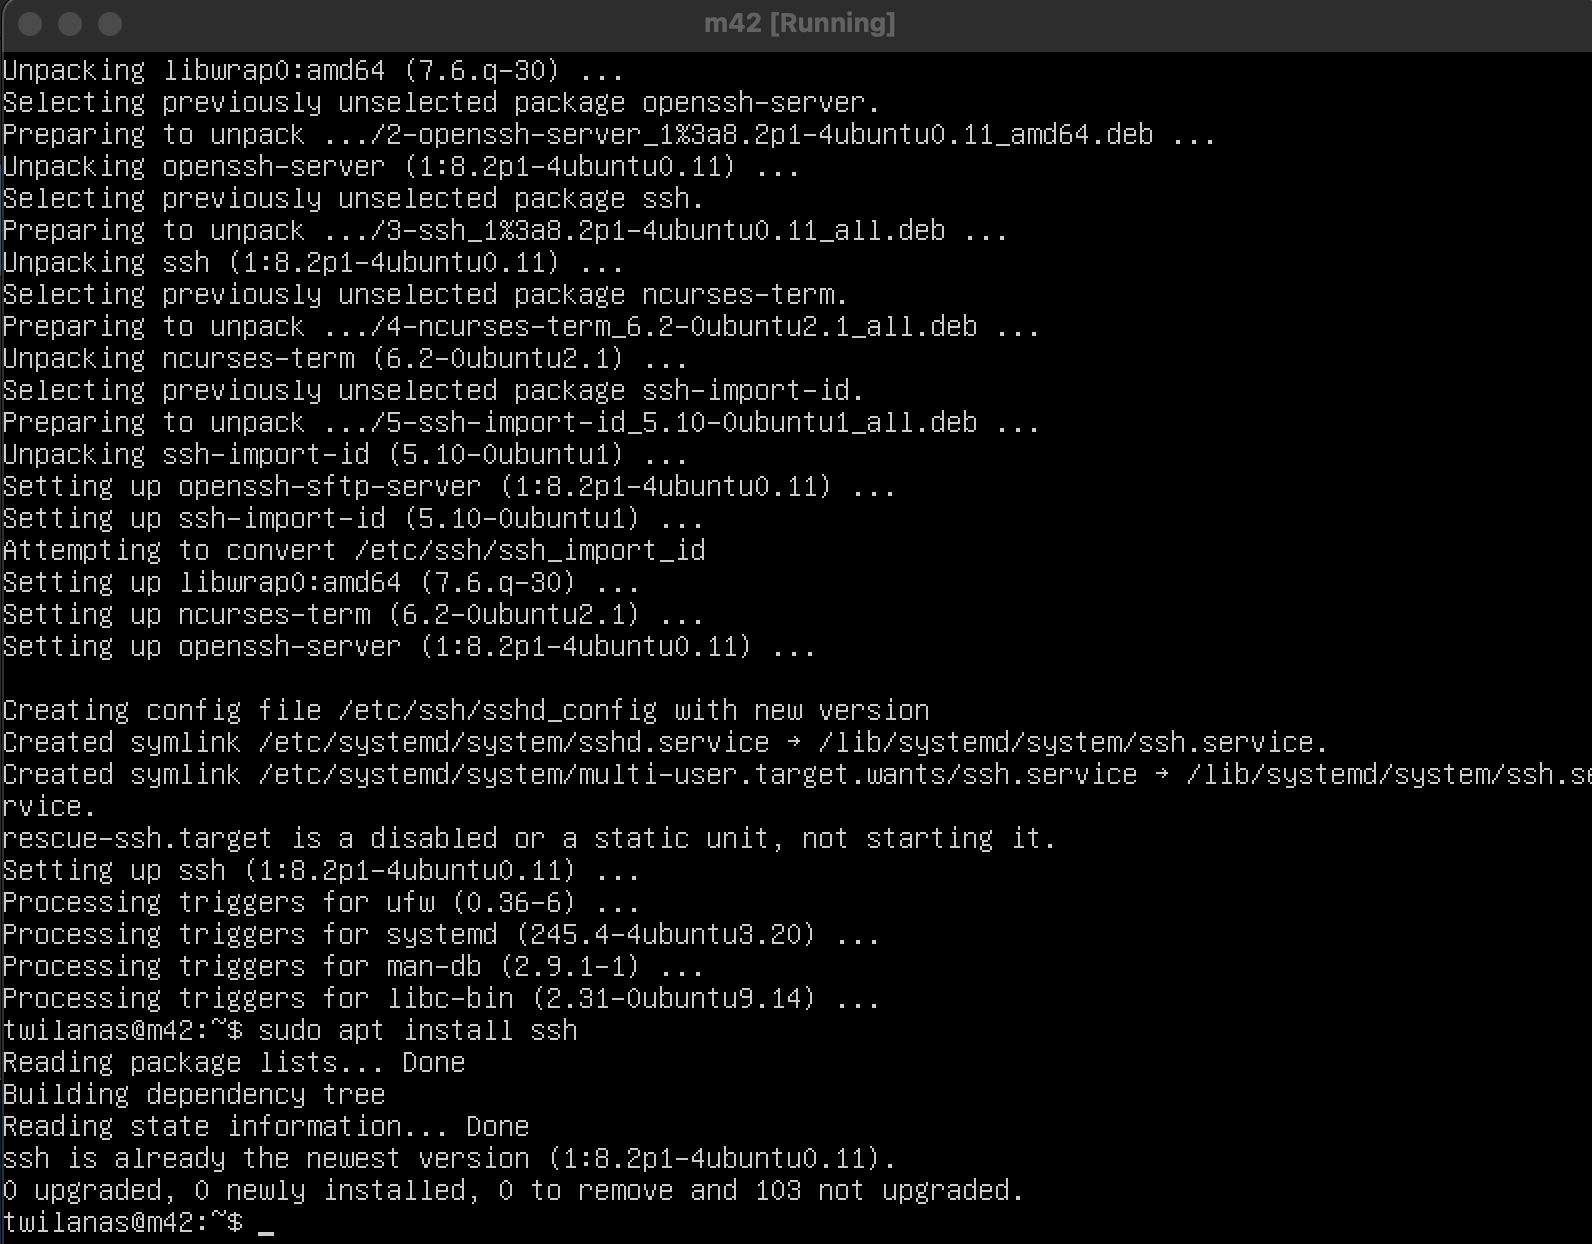 m42 [Running]
Unpacking libwrap0:amd64 (7.6.q-30) ...
Selecting previously unselected package openssh-server.
Preparing to unpack .../2-openssh-server_1%3a8.2p1-4ubuntu0.11_amd64.deb ...
Unpacking openssh-server (1:8.2p1-4ubuntu0.11) ...
Selecting previously unselected package ssh.
Preparing to unpack .../3-ssh_1%3a8.2p1-4ubuntu0.11_all.deb ...
Unpacking ssh (1:8.2p1-4ubuntu0.11) ...
Selecting previously unselected package ncurses-term.
Preparing to unpack .../4-ncurses-term_6.2-0ubuntu2.1_all.deb ...
Unpacking ncurses-term (6.2-0ubuntu2.1) ...
Selecting previously unselected package ssh-import-id.
Preparing to unpack .../5-ssh-import-id_5.10-0ubuntu1_all.deb ...
Unpacking ssh-import-id (5.10-0ubuntu1) ...
Setting up openssh-sftp-server (1:8.2p1-4ubuntu0.11) ...
Setting up ssh-import-id (5.10-0ubuntu1) ...
Attempting to convert /etc/ssh/ssh_import_id
Setting up libwrap0:amd64 (7.6.q-30) ...
Setting up ncurses-term (6.2-0ubuntu2.1) ...
Setting up openssh-server (1:8.2p1-4ubuntu0.11) ...
Creating config file /etc/ssh/sshd_config with new version
Created symlink /etc/systemd/system/sshd.service → /lib/systemd/system/ssh.service.
Created symlink /etc/systemd/system/multi-user.target.wants/ssh.service → /lib/systemd/system/ssh.se
rvice.
rescue-ssh.target is a disabled or a static unit, not starting it.
Setting up ssh (1:8.2p1-4ubuntu0.11) ...
Processing triggers for ufw (0.36-6) ...
Processing triggers for systemd (245.4-4ubuntu3.20) ...
Processing triggers for man-db (2.9.1-1) ...
Processing triggers for libc-bin (2.31-0ubuntu9.14) ...
twilanas@m42:~$ sudo apt install ssh
Reading package lists... Done
Building dependency tree
Reading state information... Done
ssh is already the newest version (1:8.2p1-4ubuntu0.11).
0 upgraded, 0 newly installed, 0 to remove and 103 not upgraded.
twilanas@m42:~$ _